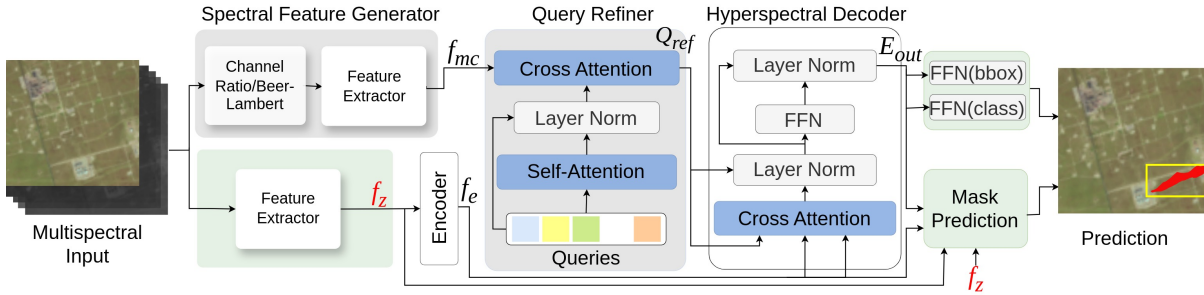 Spectral Feature Generator
Query Refiner
Hyperspectral Decoder
Channel
Ratio/Beer-
Lambert
Feature
Extractor
f_mc
Cross Attention
Layer Norm
Self-Attention
Queries
Q_ref
Layer Norm
FFN
Layer Norm
Cross Attention
E_out
FFN(bbox)
FFN(class)
Multispectral
Input
Feature
Extractor
f_z
Encoder
f_e
Mask
Prediction
f_z
Prediction